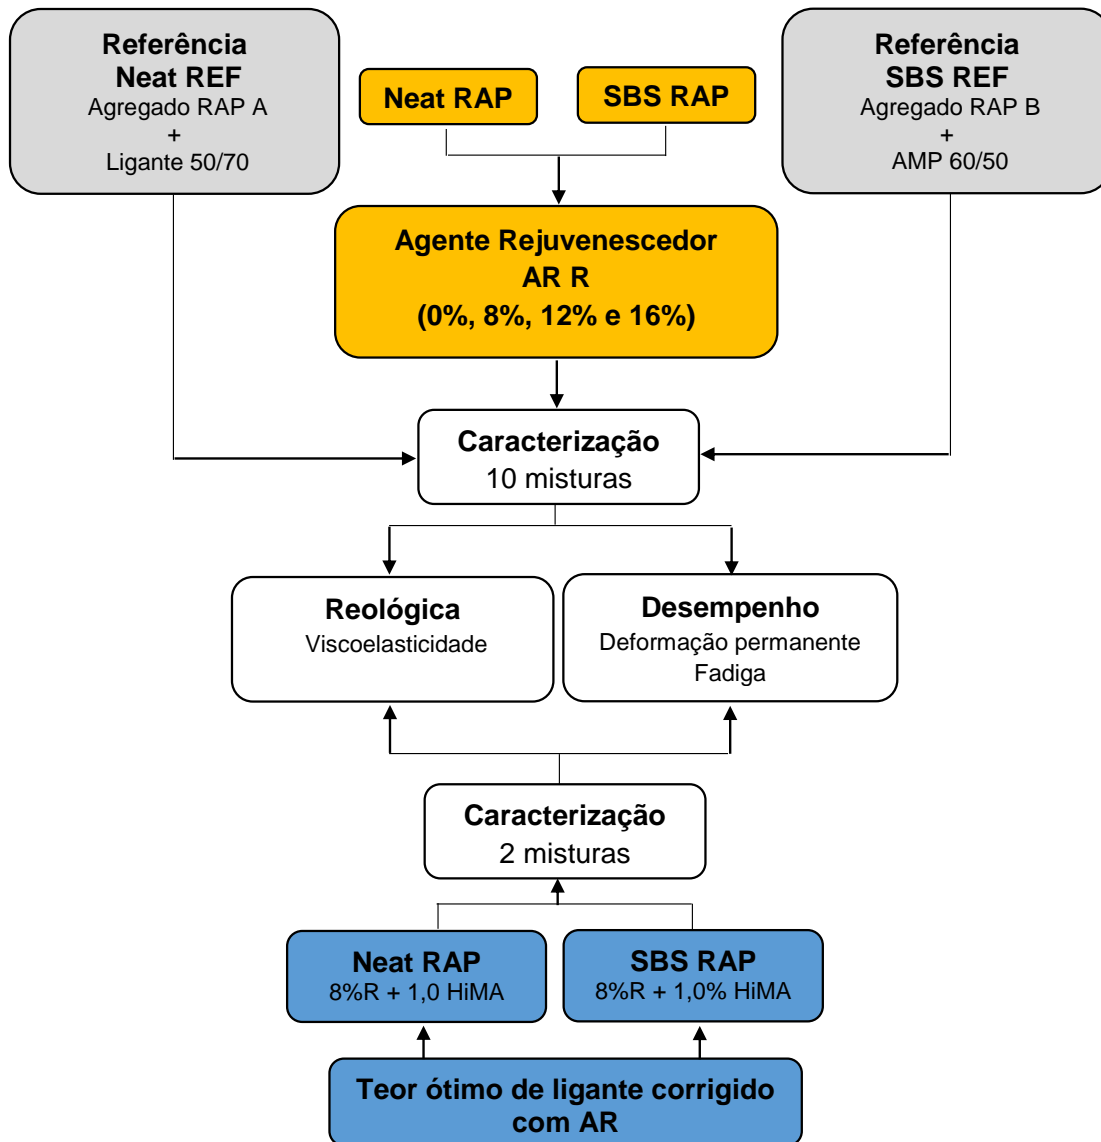 Referência
Neat REF
Agregado RAP A
+
Ligante 50/70
Neat RAP
SBS RAP
Referência
SBS REF
Agregado RAP B
+
AMP 60/50
Agente Rejuvenescedor
AR R
(0%, 8%, 12% e 16%)
Caracterização
10 misturas
Reológica
Viscoelasticidade
Desempenho
Deformação permanente
Fadiga
Caracterização
2 misturas
Neat RAP
8%R + 1,0 HiMA
SBS RAP
8%R + 1,0% HiMA
Teor ótimo de ligante corrigido
com AR